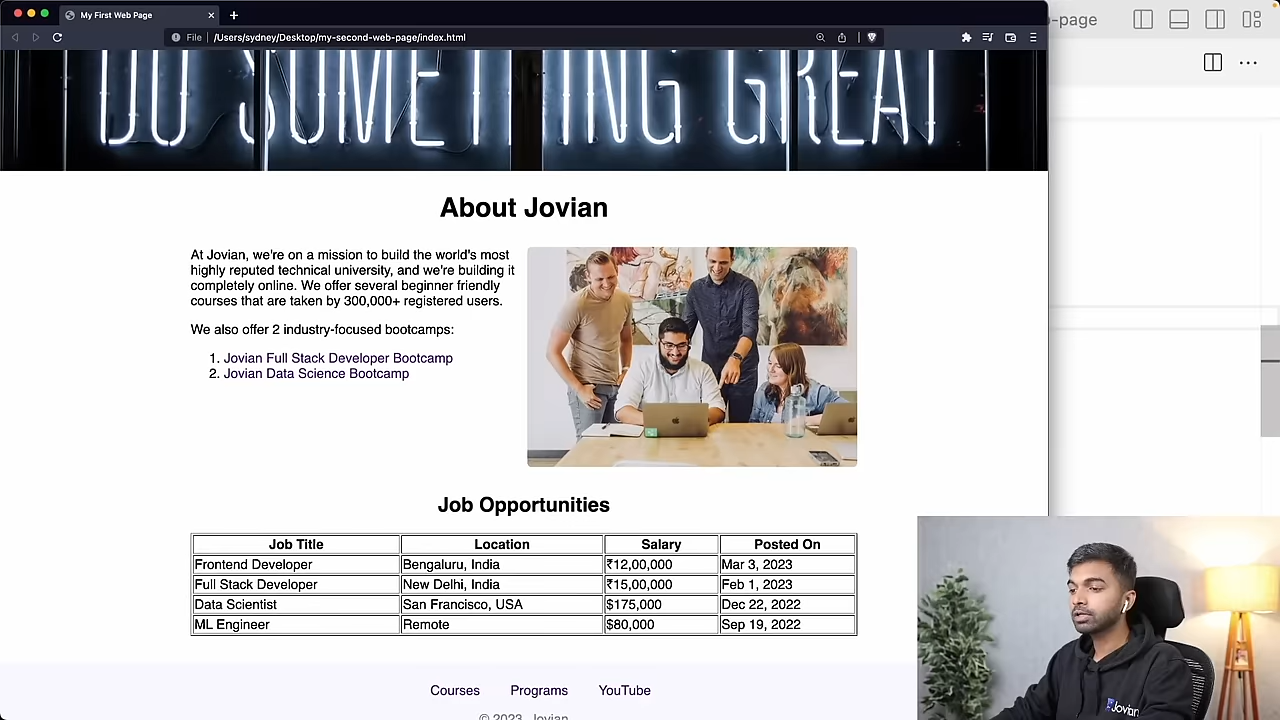 My First Web Page
File /Users/sydney/Desktop/my-second-web-page/index.html
-page
DO SOMETHING GREAT
About Jovian
At Jovian, we're on a mission to build the world's most
highly reputed technical university, and we're building it
completely online. We offer several beginner friendly
courses that are taken by 300,000+ registered users.
We also offer 2 industry-focused bootcamps:
1. Jovian Full Stack Developer Bootcamp
2. Jovian Data Science Bootcamp
Job Opportunities
Job Title Location Salary Posted On
Frontend Developer Bengaluru, India ₹12,00,000 Mar 3, 2023
Full Stack Developer New Delhi, India ₹15,00,000 Feb 1, 2023
Data Scientist San Francisco, USA $175,000 Dec 22, 2022
ML Engineer Remote $80,000 Sep 19, 2022
Courses Programs YouTube
© 2023, Jovian
Jovian